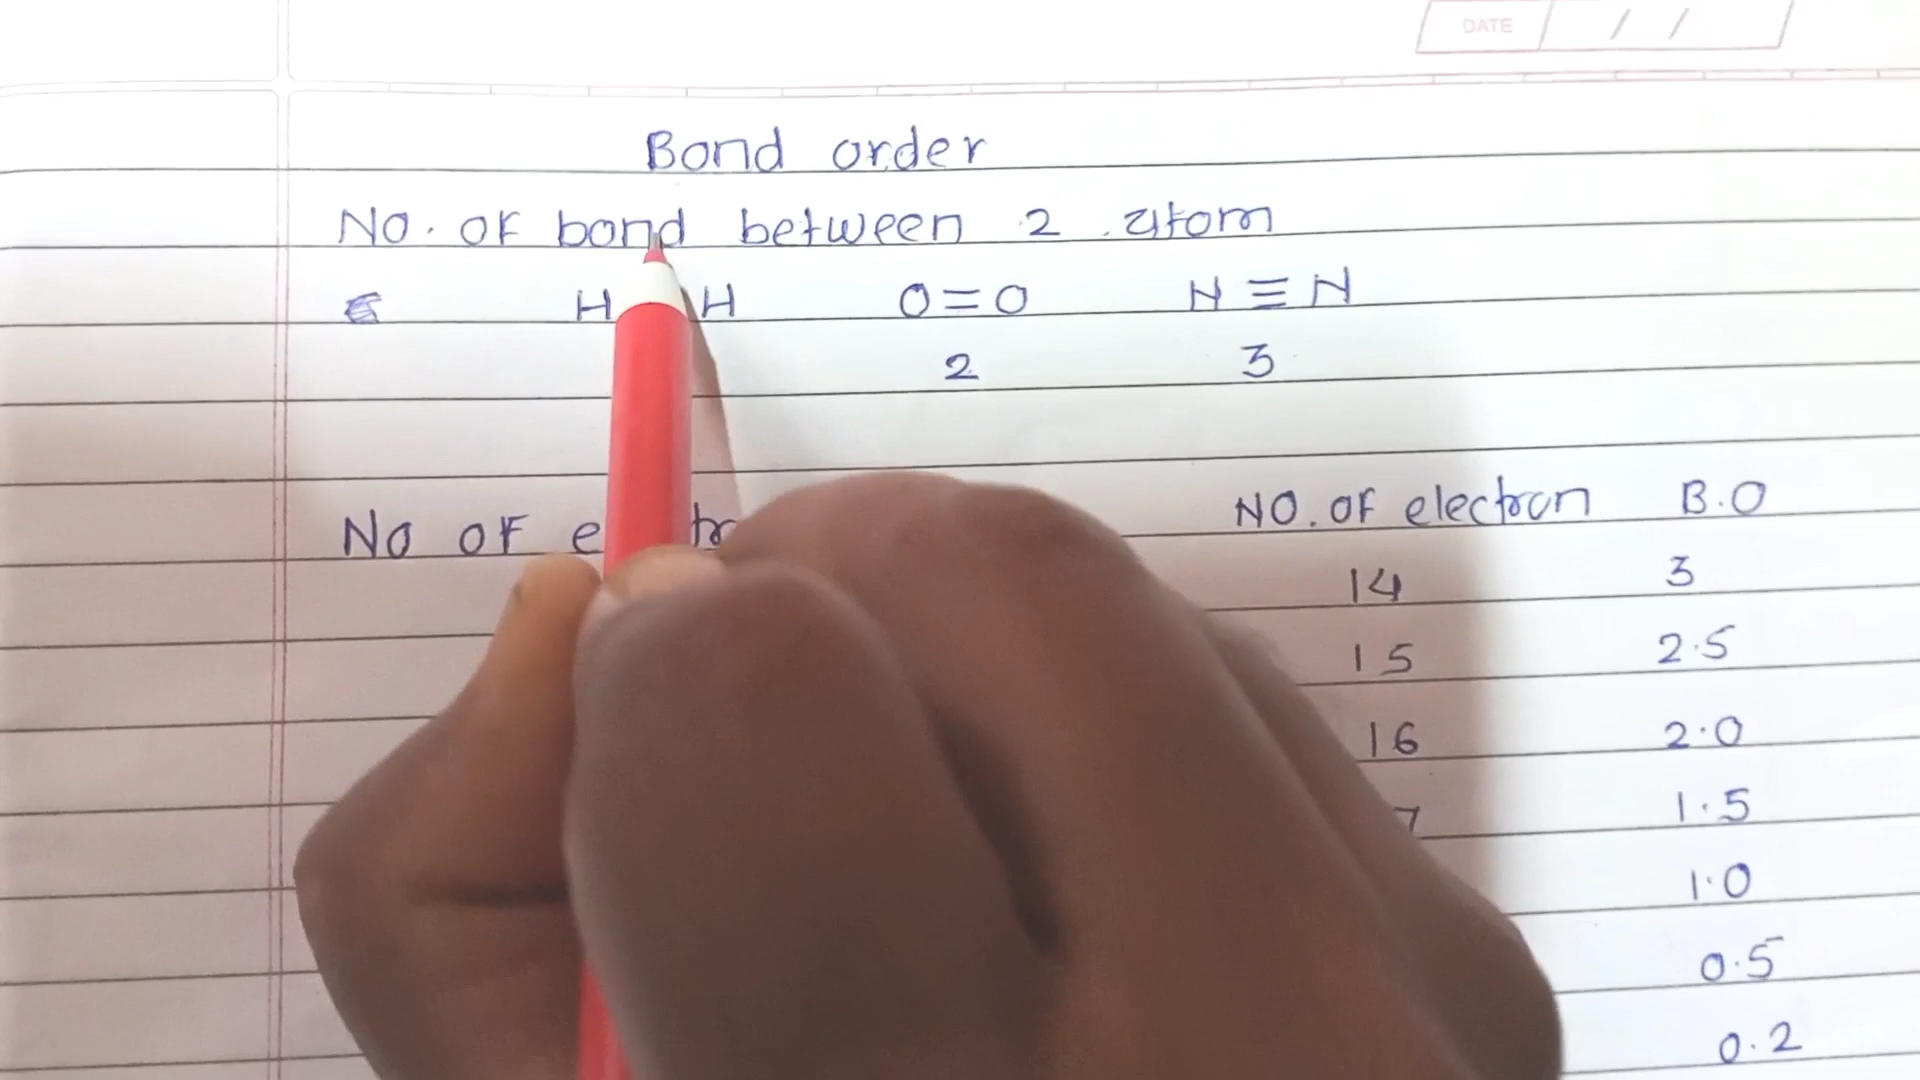 DATE / /
Bond order
No. of bond between 2 atom
H H O=O N≡N
2 3
No of NO. of electron B.O
14 3
15 2.5
16 2.0
7 1.5
1.0
0.5
0.2